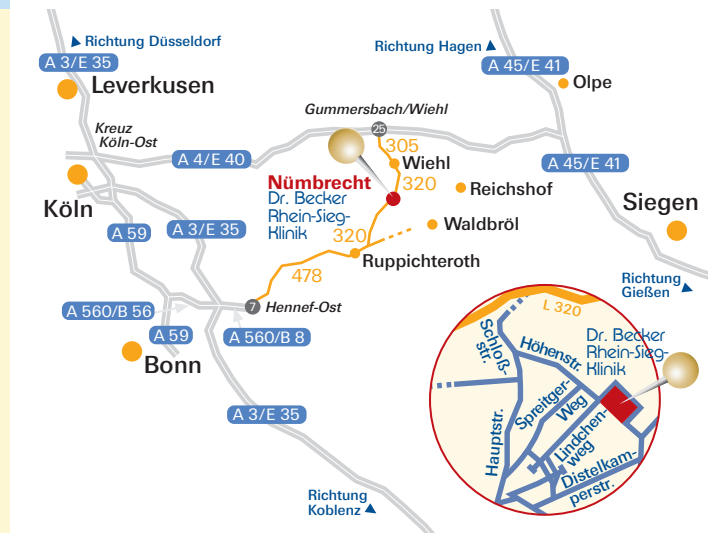 Richtung Düsseldorf
A 3/E 35
Leverkusen
Richtung Hagen
A 45/E 41
Olpe
Gummersbach/Wiehl
25
Kreuz
Köln-Ost
A 4/E 40
305
Wiehl
320
A 45/E 41
Nümbrecht
Dr. Becker
Rhein-Sieg-
Klinik
Reichshof
Köln
Siegen
A 59
A 3/E 35
Waldbröl
320
Ruppichteroth
478
Richtung
Gießen
A 560/B 56
7
Hennef-Ost
A 59
A 560/B 8
Bonn
A 3/E 35
Richtung
Koblenz
L 320
Schloß-
str.
Höhenstr.
Dr. Becker
Rhein-Sieg-
Klinik
Spreitger-
Weg
Hauptstr.
Lindchen-
weg
Distelkam-
perstr.